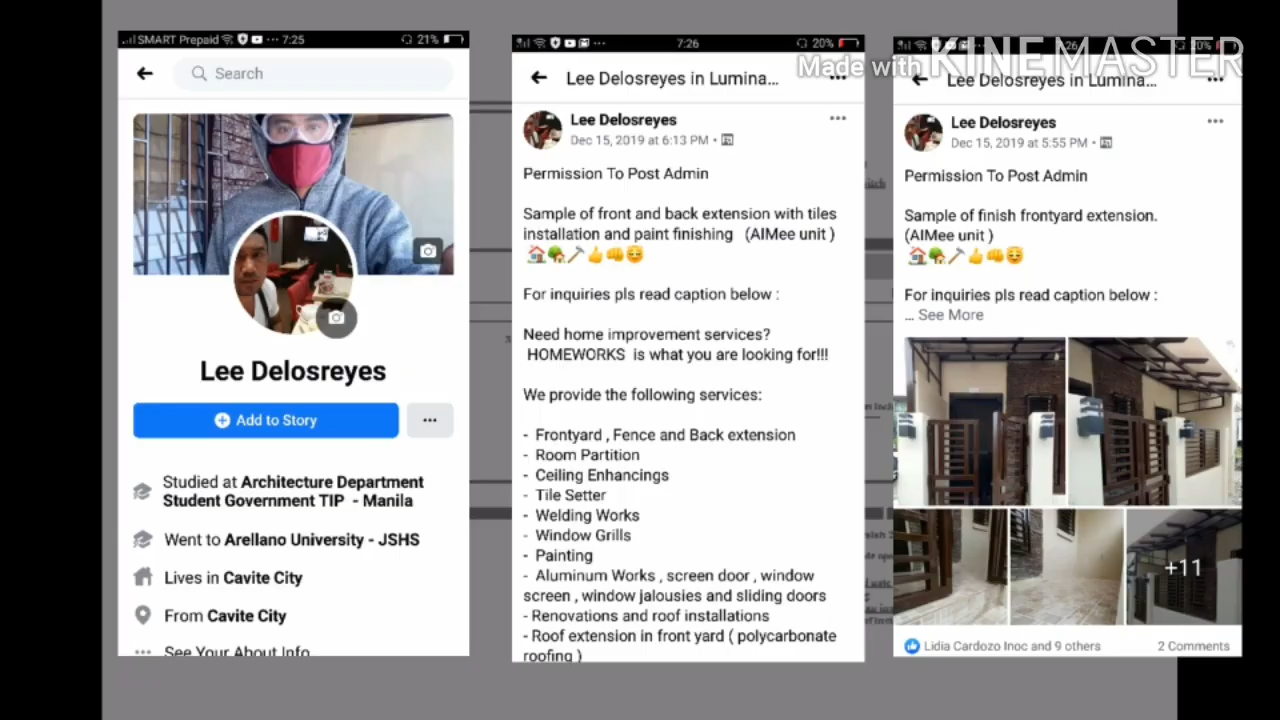 SMART Prepaid ··· 7:25 21%
Search
Lee Delosreyes
Add to Story
Studied at Architecture Department
Student Government TIP - Manila
Went to Arellano University - JSHS
Lives in Cavite City
From Cavite City
See Your About Info
7:26 20%
Lee Delosreyes in Lumina...
Lee Delosreyes
Dec 15, 2019 at 6:13 PM
Permission To Post Admin
Sample of front and back extension with tiles
installation and paint finishing (AIMee unit )
🏠🏡🔨👍👊😇
For inquiries pls read caption below :
Need home improvement services?
HOMEWORKS is what you are looking for!!!
We provide the following services:
- Frontyard , Fence and Back extension
- Room Partition
- Ceiling Enhancings
- Tile Setter
- Welding Works
- Window Grills
- Painting
- Aluminum Works , screen door , window
screen , window jalousies and sliding doors
- Renovations and roof installations
- Roof extension in front yard ( polycarbonate
roofing )
Made with KINEMASTER
20%
Lee Delosreyes in Lumina...
Lee Delosreyes
Dec 15, 2019 at 5:55 PM
Permission To Post Admin
Sample of finish frontyard extension.
(AIMee unit )
🏠🏡🔨👍👊😇
For inquiries pls read caption below :
... See More
+11
Lidia Cardozo Inoc and 9 others 2 Comments